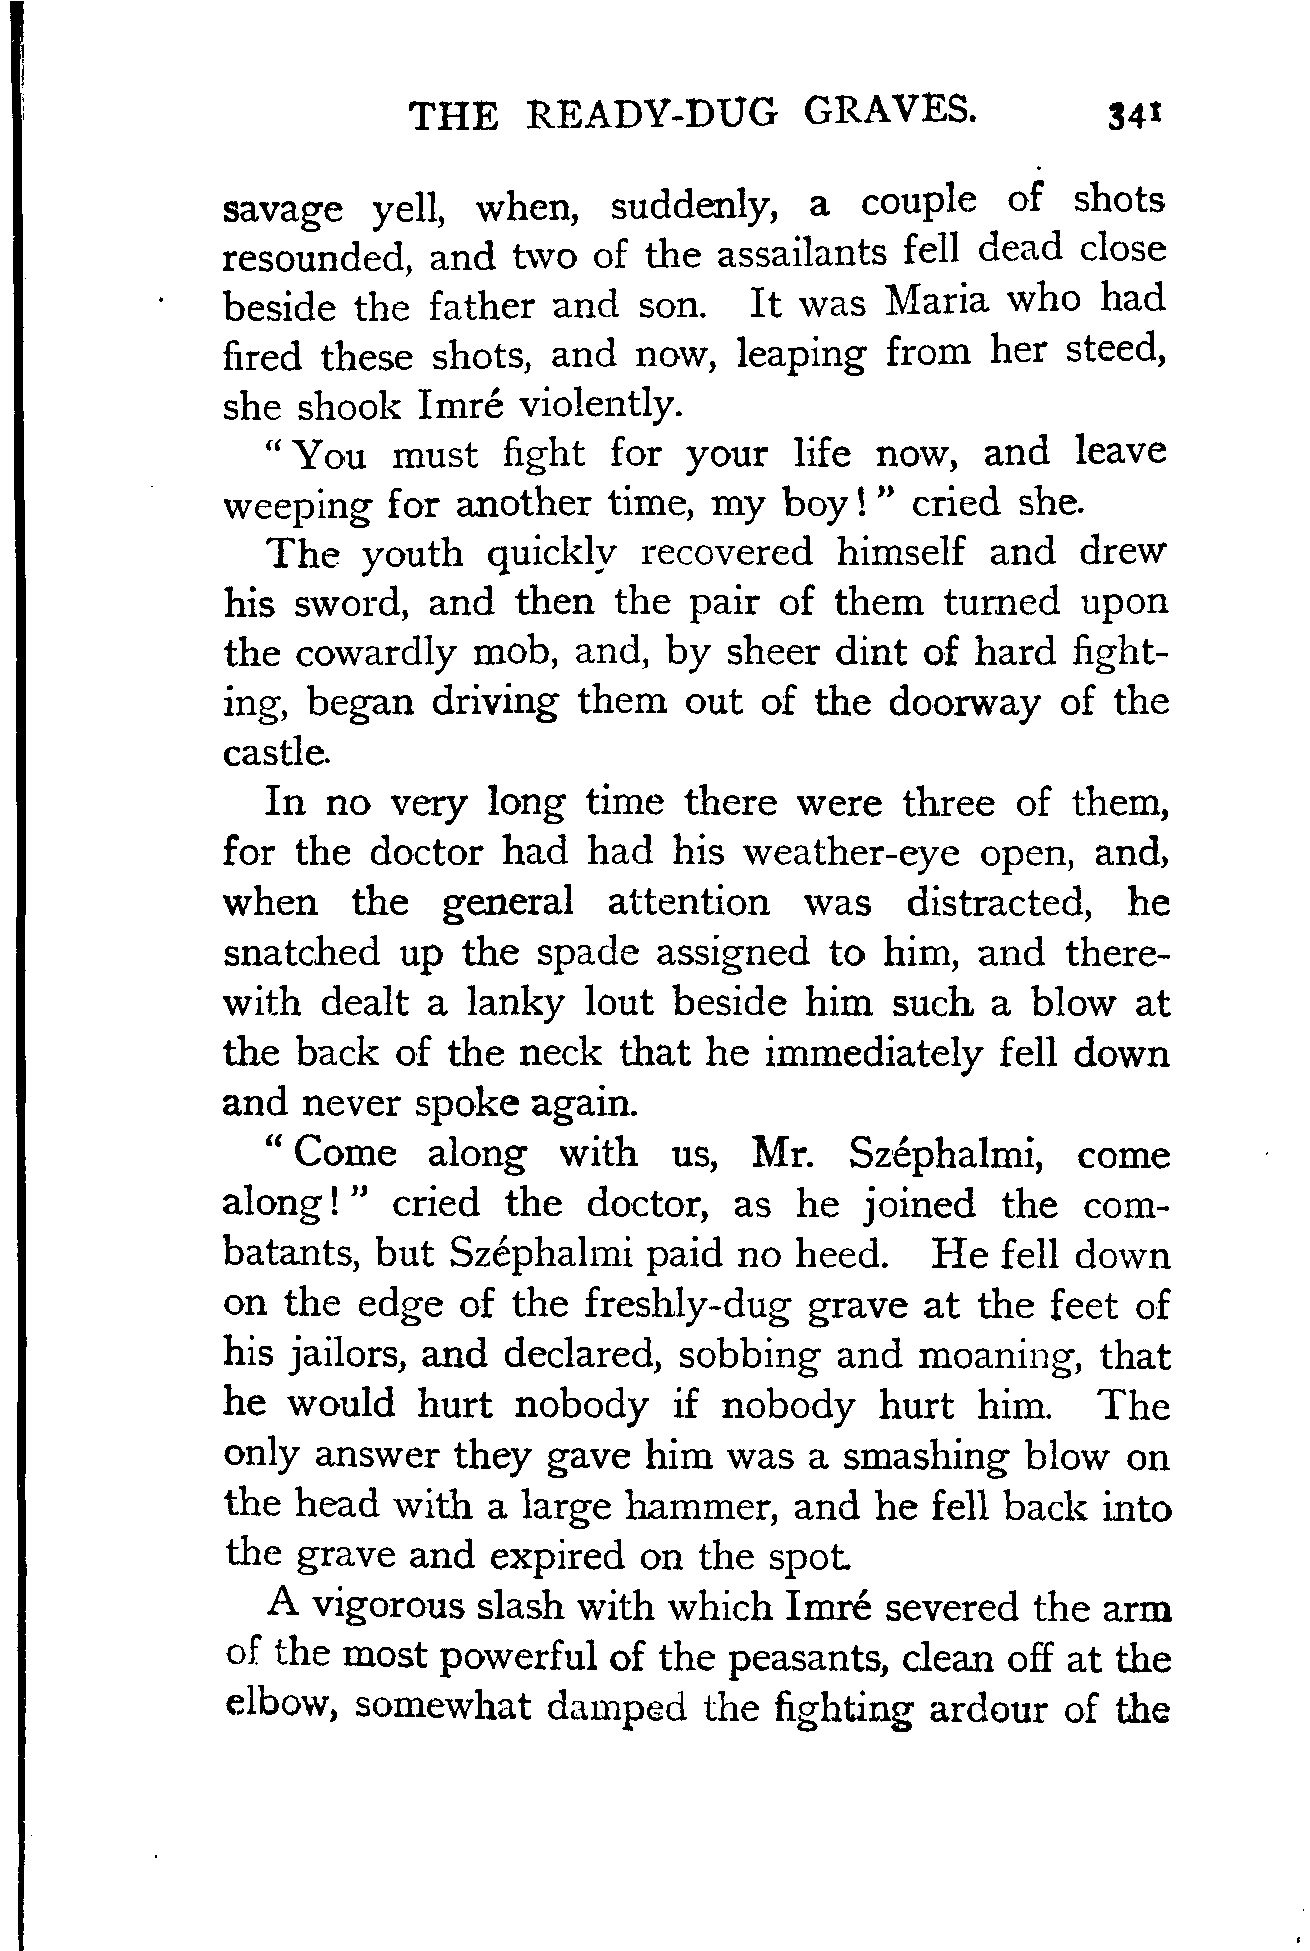 THE READY-DUG GRAVES. 341
savage yell, when, suddenly, a couple of shots
resounded, and two of the assailants fell dead close
beside the father and son. It was Maria who had
fired these shots, and now, leaping from her steed,
she shook Imré violently.
“You must fight for your life now, and leave
weeping for another time, my boy!” cried she.
The youth quickly recovered himself and drew
his sword, and then the pair of them turned upon
the cowardly mob, and, by sheer dint of hard fight-
ing, began driving them out of the doorway of the
castle.
In no very long time there were three of them,
for the doctor had had his weather-eye open, and,
when the general attention was distracted, he
snatched up the spade assigned to him, and there-
with dealt a lanky lout beside him such a blow at
the back of the neck that he immediately fell down
and never spoke again.
“Come along with us, Mr. Széphalmi, come
along!” cried the doctor, as he joined the com-
batants, but Széphalmi paid no heed. He fell down
on the edge of the freshly-dug grave at the feet of
his jailors, and declared, sobbing and moaning, that
he would hurt nobody if nobody hurt him. The
only answer they gave him was a smashing blow on
the head with a large hammer, and he fell back into
the grave and expired on the spot.
A vigorous slash with which Imré severed the arm
of the most powerful of the peasants, clean off at the
elbow, somewhat damped the fighting ardour of the